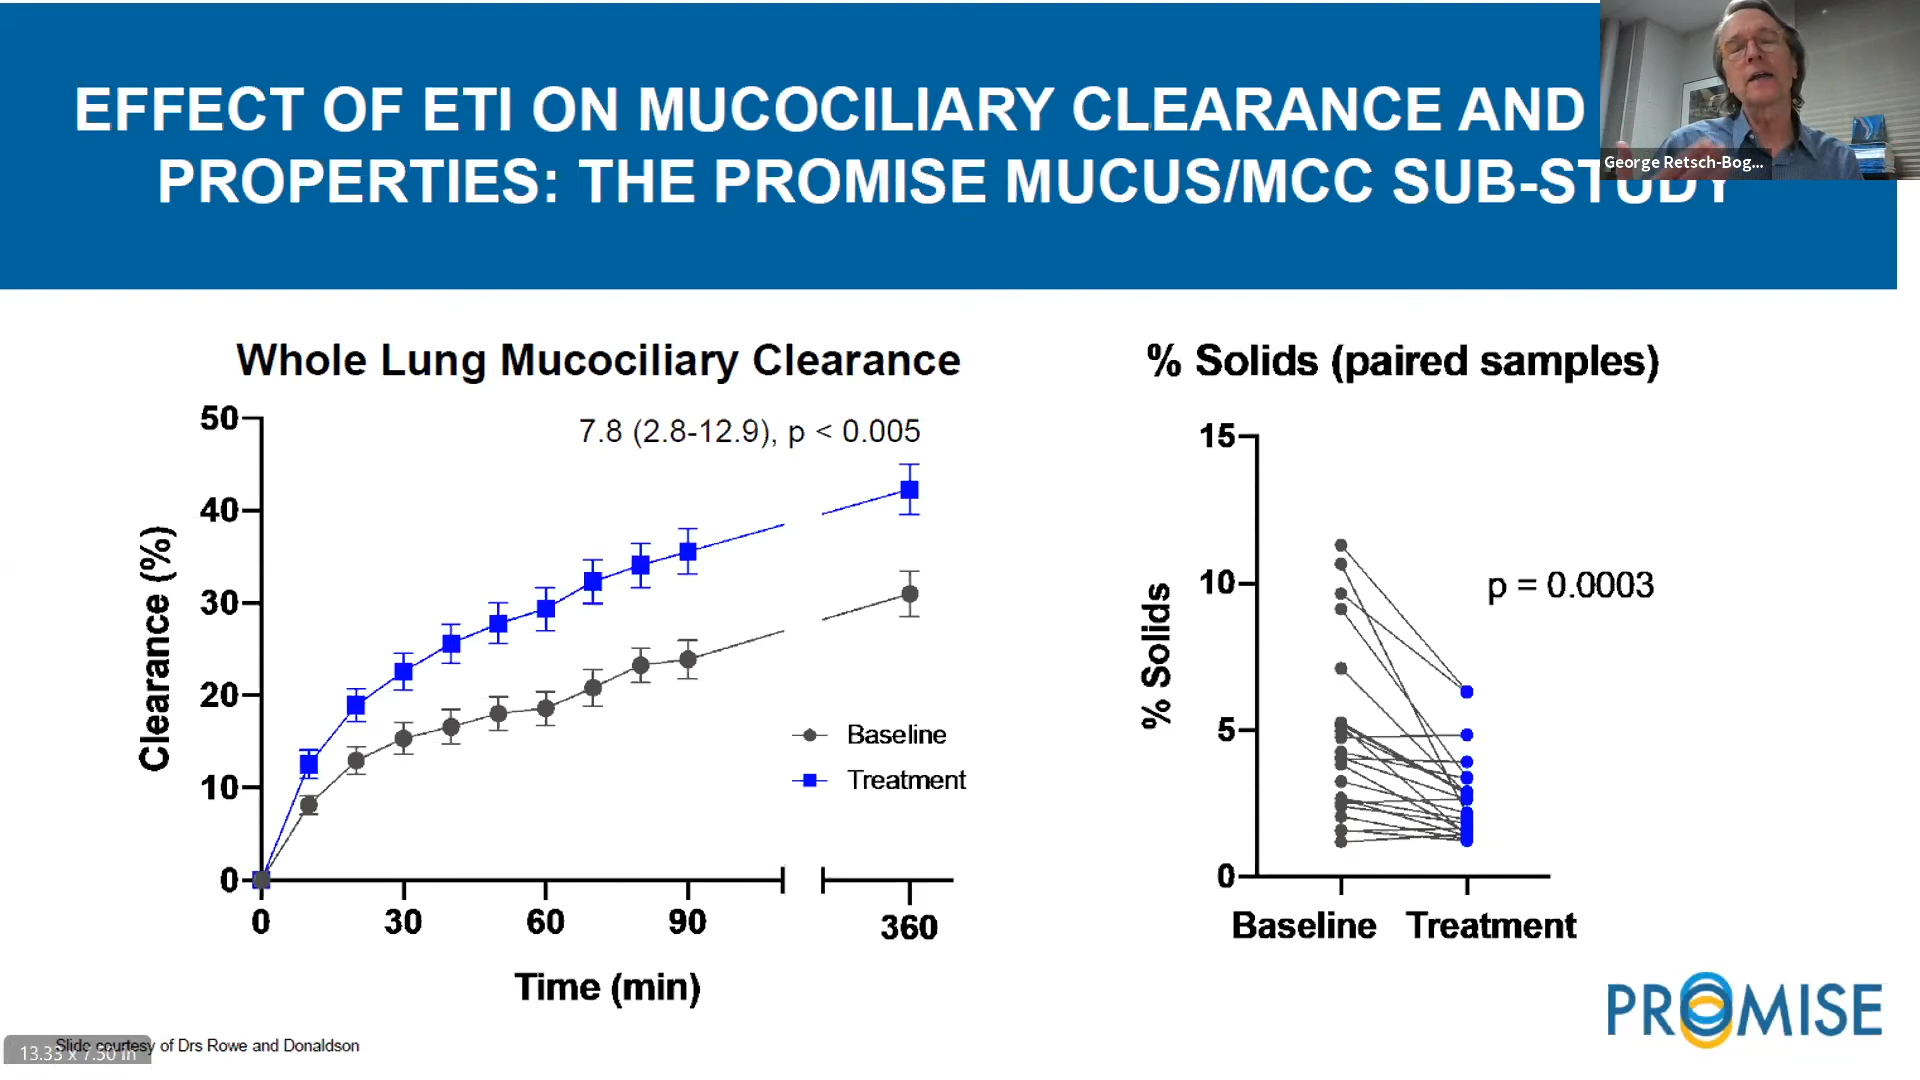 EFFECT OF ETI ON MUCOCILIARY CLEARANCE AND
PROPERTIES: THE PROMISE MUCUS/MCC SUB-STUDY
George Retsch-Bog...
Whole Lung Mucociliary Clearance
7.8 (2.8-12.9), p < 0.005
50
40
30
20
10
0
Clearance (%)
Baseline
Treatment
0 30 60 90 360
Time (min)
% Solids (paired samples)
15
10
5
0
% Solids
p = 0.0003
Baseline Treatment
PROMISE
Slide courtesy of Drs Rowe and Donaldson
13.33 x 7.50 in